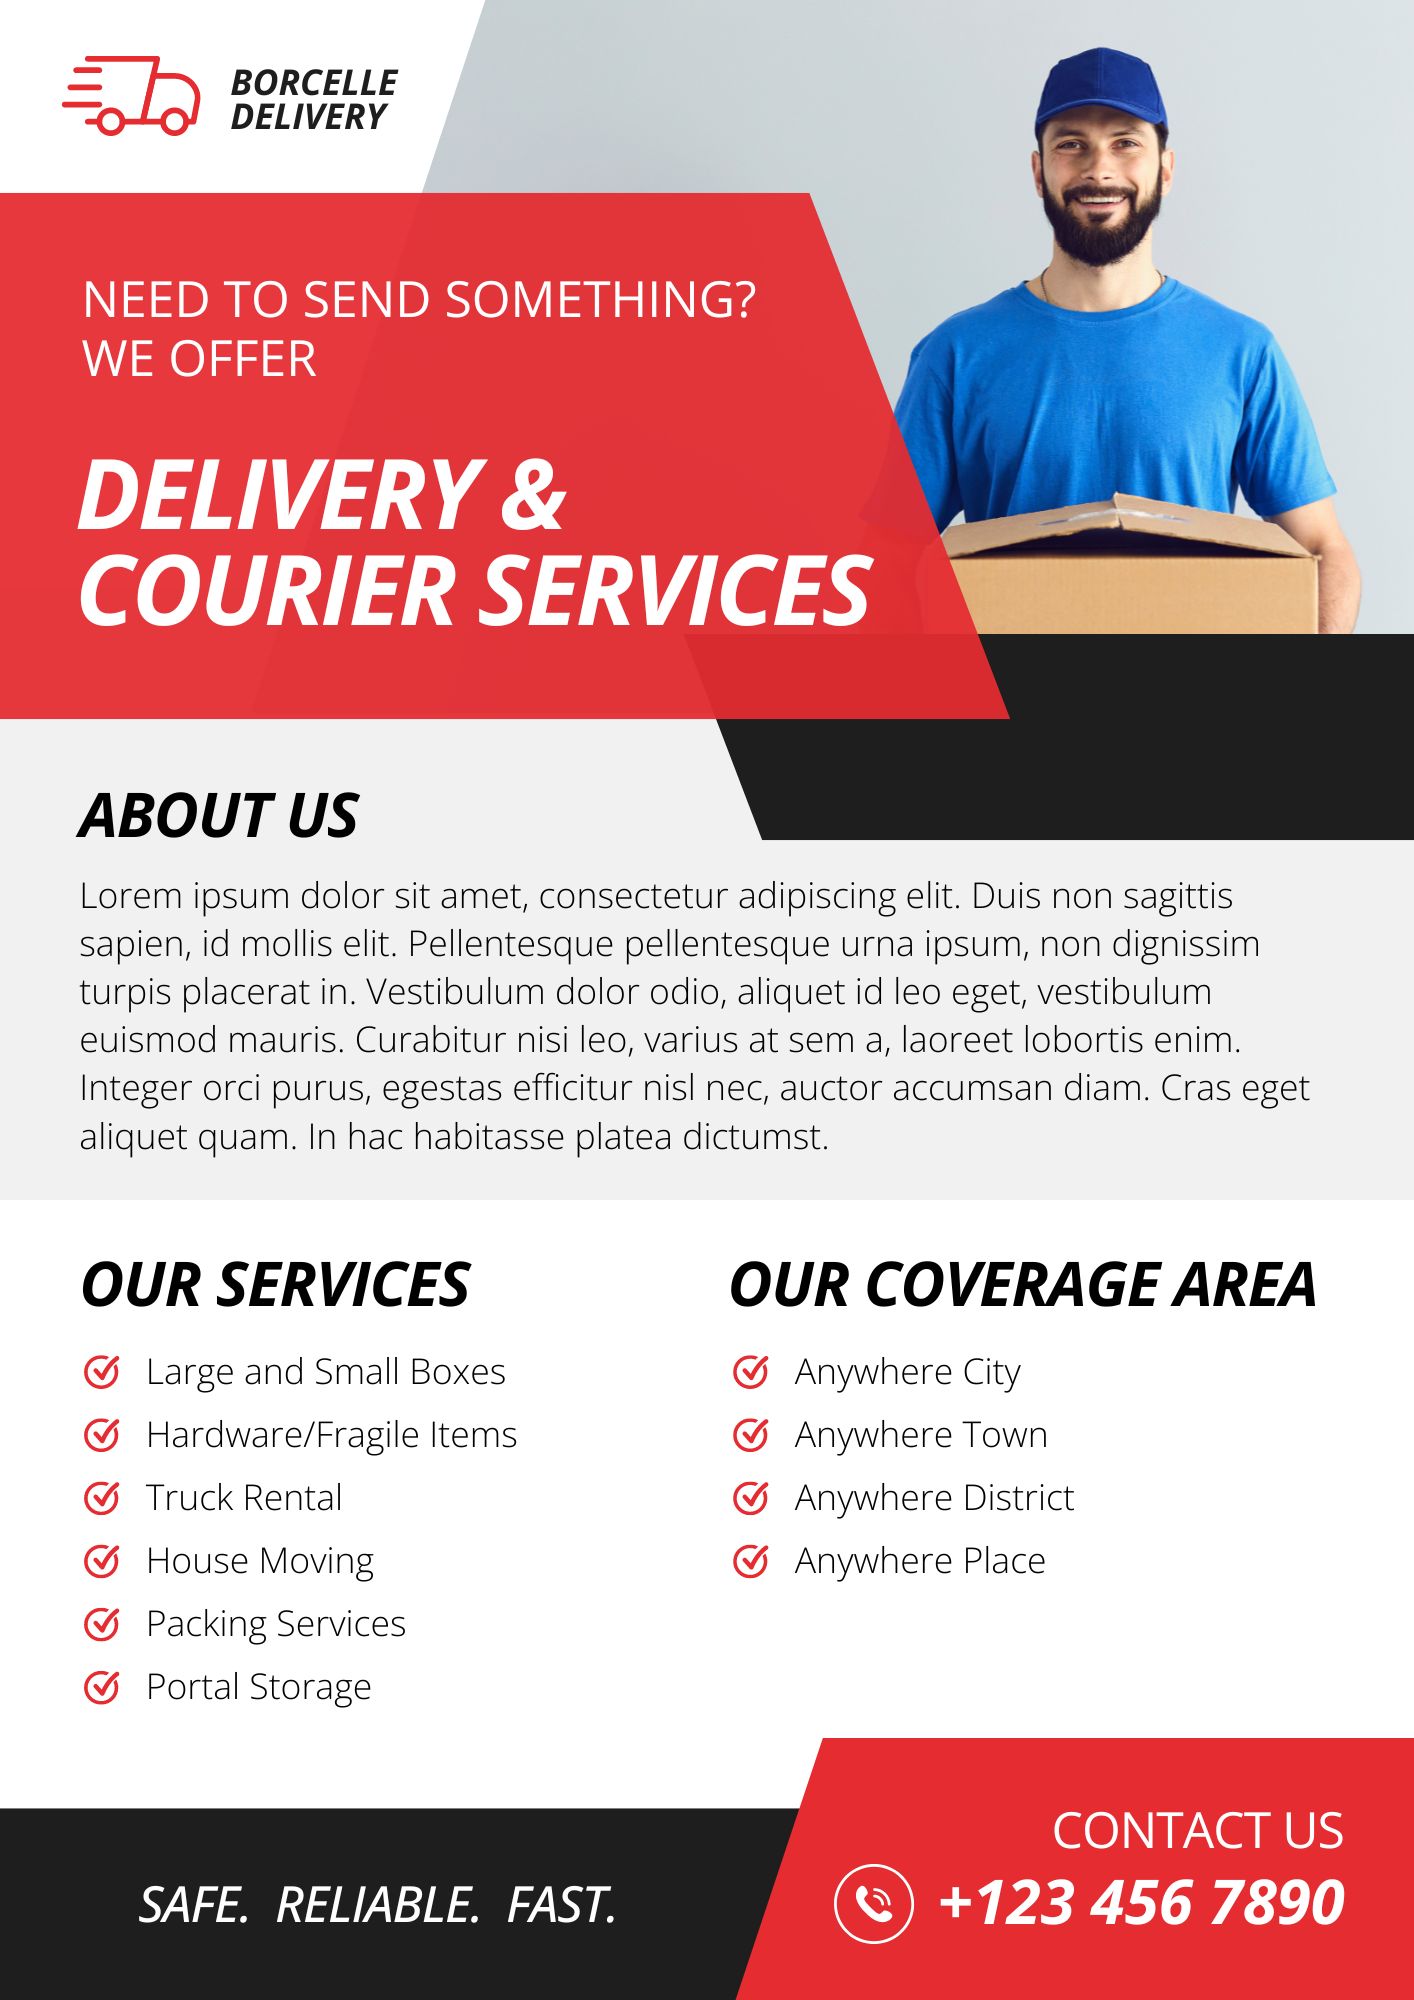 BORCELLE
DELIVERY
NEED TO SEND SOMETHING?
WE OFFER
DELIVERY &
COURIER SERVICES
ABOUT US
Lorem ipsum dolor sit amet, consectetur adipiscing elit. Duis non sagittis
sapien, id mollis elit. Pellentesque pellentesque urna ipsum, non dignissim
turpis placerat in. Vestibulum dolor odio, aliquet id leo eget, vestibulum
euismod mauris. Curabitur nisi leo, varius at sem a, laoreet lobortis enim.
Integer orci purus, egestas efficitur nisl nec, auctor accumsan diam. Cras eget
aliquet quam. In hac habitasse platea dictumst.
OUR SERVICES
Large and Small Boxes
Hardware/Fragile Items
Truck Rental
House Moving
Packing Services
Portal Storage
OUR COVERAGE AREA
Anywhere City
Anywhere Town
Anywhere District
Anywhere Place
SAFE. RELIABLE. FAST.
CONTACT US
+123 456 7890